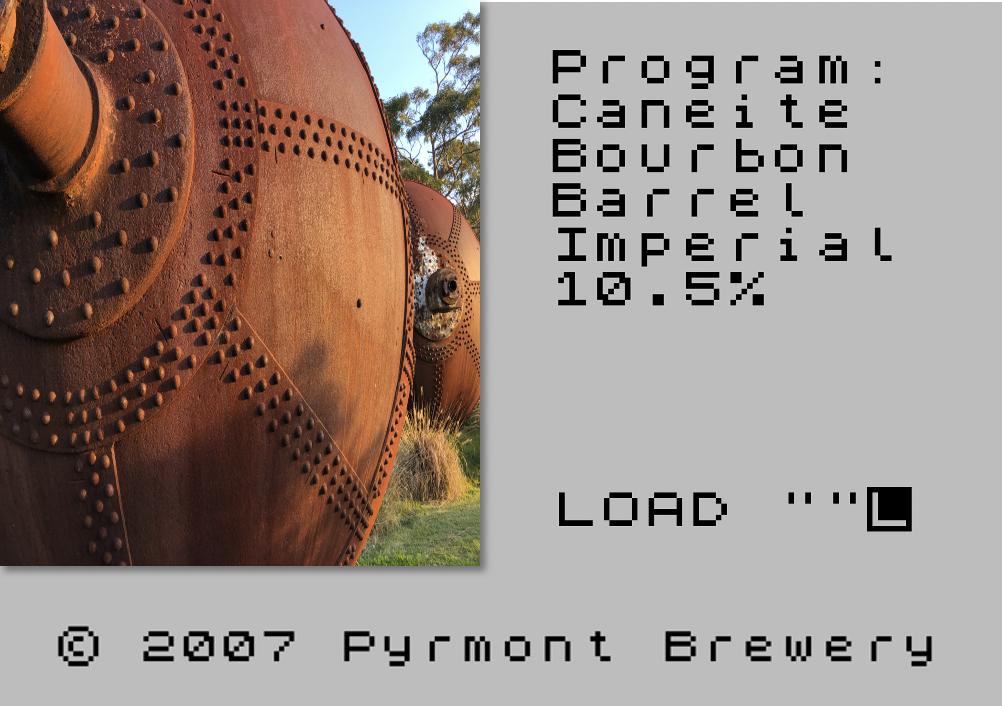 Program:
Caneite
Bourbon
Barrel
Imperial
10.5%
LOAD ""L
© 2007 Pyrmont Brewery